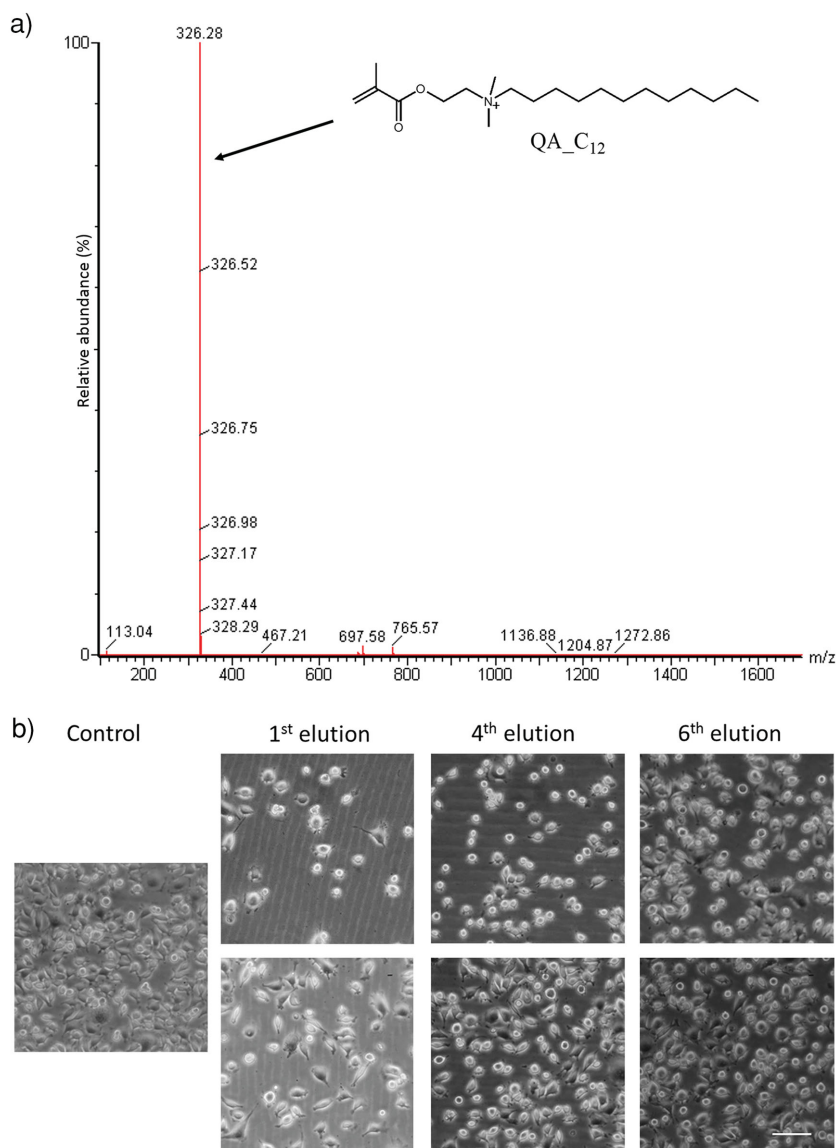 a)
100
326.28
O
O
N
+
QA_C12
326.52
Relative abundance (%)
326.75
326.98
327.17
327.44
328.29
113.04
467.21
697.58
765.57
1136.88
1204.87
1272.86
0
m/z
200 400 600 800 1000 1200 1400 1600
b)
Control 1st elution 4th elution 6th elution